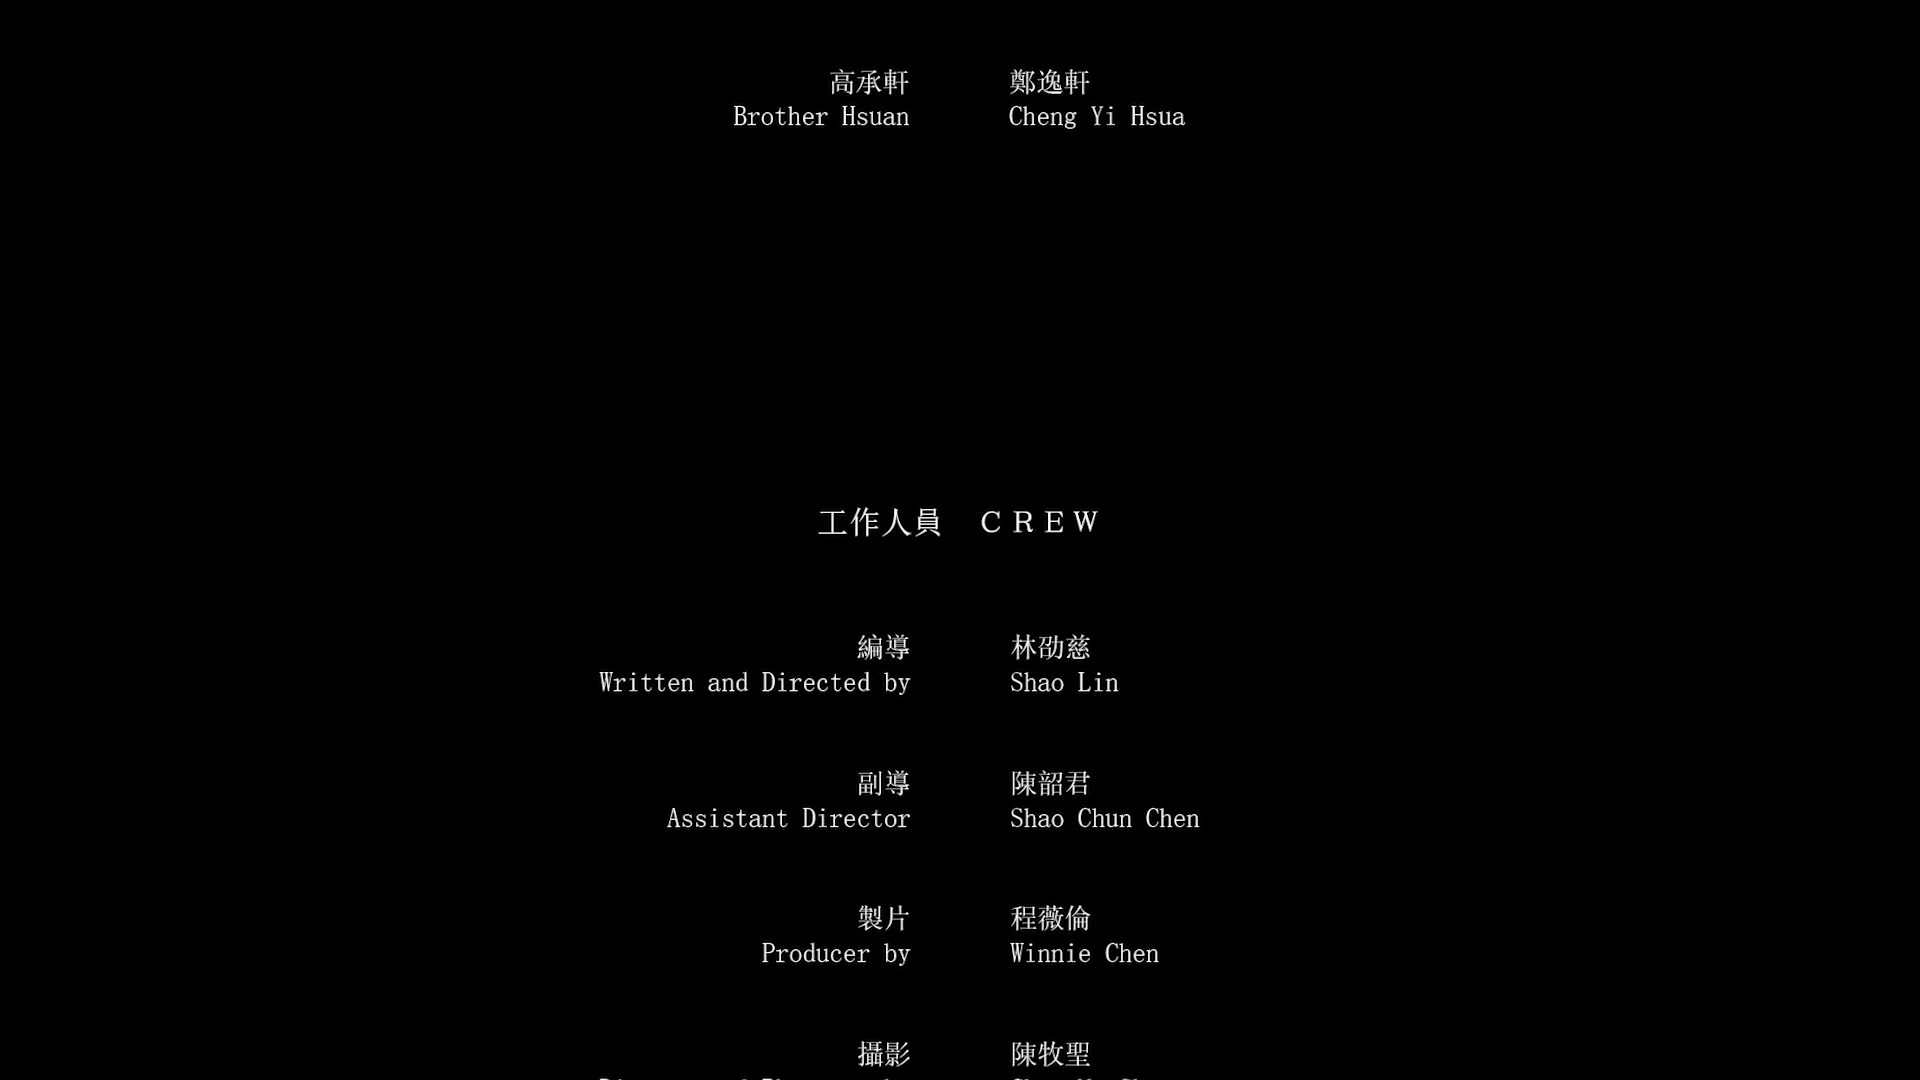 高承軒 鄭逸軒
Brother Hsuan Cheng Yi Hsua
工作人員 CREW
編導 林劭慈
Written and Directed by Shao Lin
副導 陳韶君
Assistant Director Shao Chun Chen
製片 程薇倫
Producer by Winnie Chen
攝影 陳牧聖